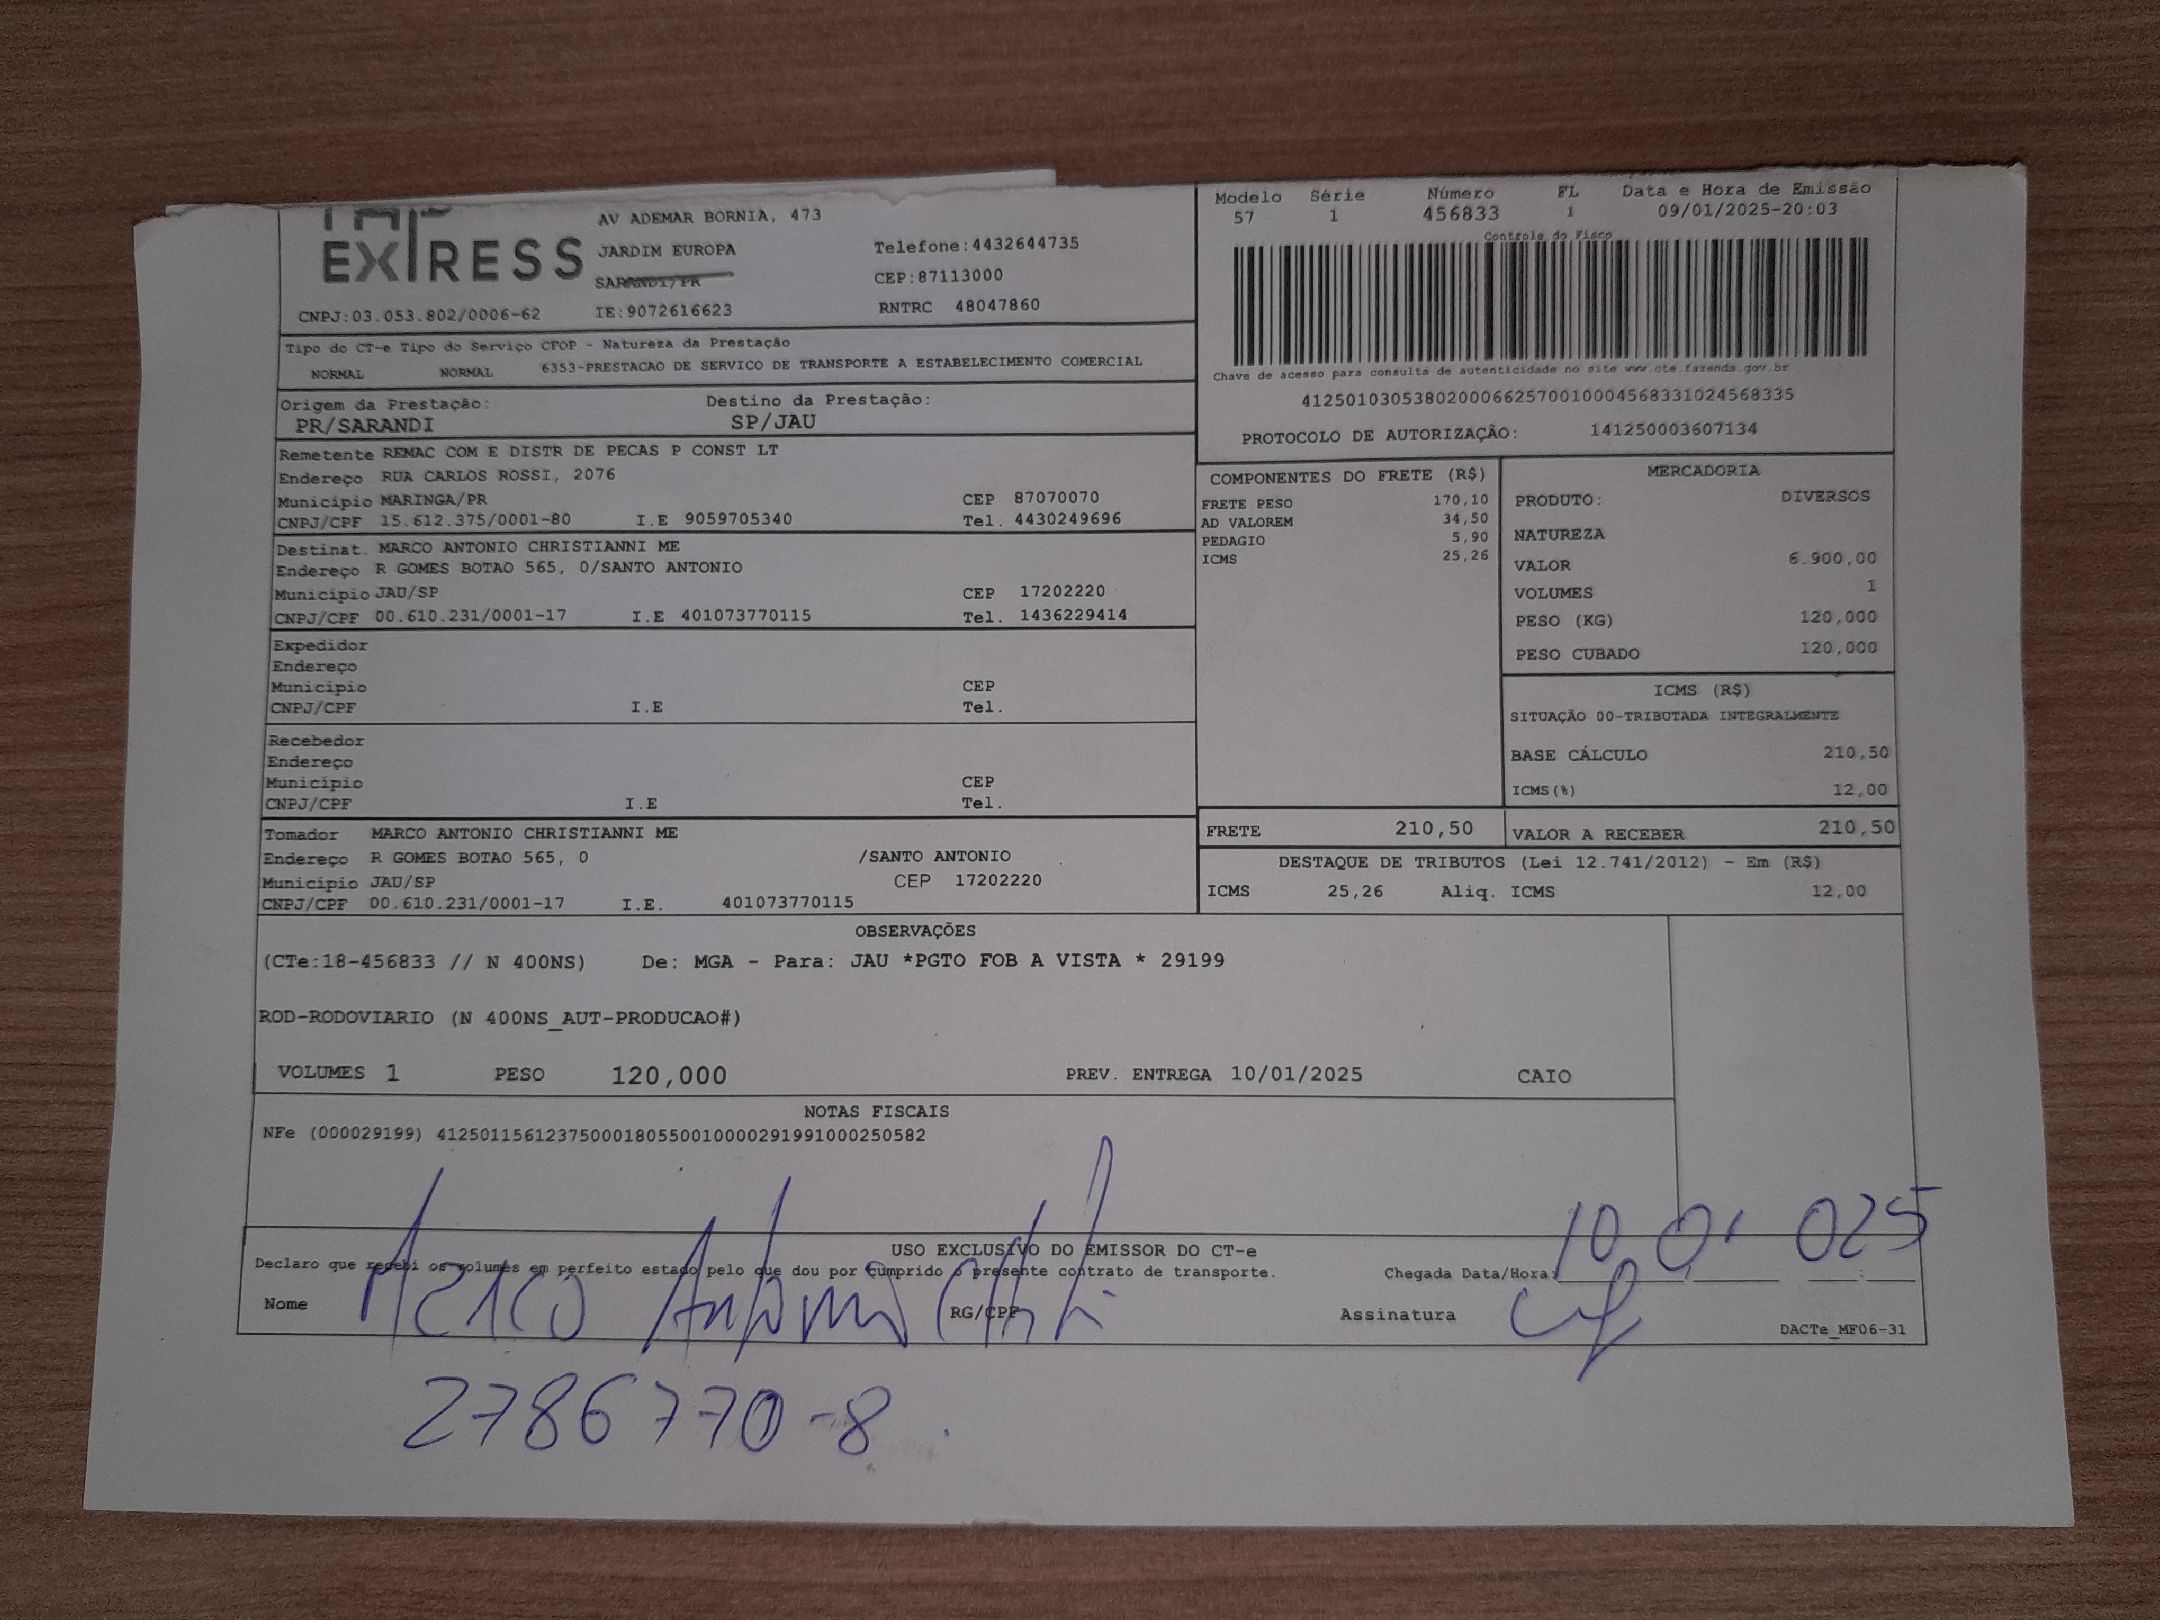 EXPRESS
AV ADEMAR BORNIA, 473
JARDIM EUROPA
Telefone:4432644735
SARANDI/PR
CEP:87113000
CNPJ:03.053.802/0006-62
IE:9072616623
RNTRC 48047860
Modelo Série Número FL Data e Hora de Emissão
57 1 456833 1 09/01/2025-20:03
Controle do Fisco
Chave de acesso para consulta de autenticidade no site www.cte.fazenda.gov.br
41250103053802000662570010004568331024568335
PROTOCOLO DE AUTORIZAÇÃO: 141250003607134
Tipo do CT-e Tipo do Serviço CFOP - Natureza da Prestação
NORMAL NORMAL 6353-PRESTACAO DE SERVICO DE TRANSPORTE A ESTABELECIMENTO COMERCIAL
Origem da Prestação: Destino da Prestação:
PR/SARANDI SP/JAU
Remetente REMAC COM E DISTR DE PECAS P CONST LT
Endereço RUA CARLOS ROSSI, 2076
Município MARINGA/PR CEP 87070070
CNPJ/CPF 15.612.375/0001-80 I.E 9059705340 Tel. 4430249696
Destinat. MARCO ANTONIO CHRISTIANNI ME
Endereço R GOMES BOTAO 565, 0/SANTO ANTONIO
Município JAU/SP CEP 17202220
CNPJ/CPF 00.610.231/0001-17 I.E 401073770115 Tel. 1436229414
Expedidor
Endereço
Município CEP
CNPJ/CPF I.E Tel.
Recebedor
Endereço
Município CEP
CNPJ/CPF I.E Tel.
Tomador MARCO ANTONIO CHRISTIANNI ME
Endereço R GOMES BOTAO 565, 0 /SANTO ANTONIO
Município JAU/SP CEP 17202220
CNPJ/CPF 00.610.231/0001-17 I.E. 401073770115
COMPONENTES DO FRETE (R$)
FRETE PESO 170,10
AD VALOREM 34,50
PEDAGIO 5,90
ICMS 25,26
MERCADORIA
PRODUTO: DIVERSOS
NATUREZA
VALOR 6.900,00
VOLUMES 1
PESO (KG) 120,000
PESO CUBADO 120,000
ICMS (R$)
SITUAÇÃO 00-TRIBUTADA INTEGRALMENTE
BASE CÁLCULO 210,50
ICMS(%) 12,00
FRETE 210,50 VALOR A RECEBER 210,50
DESTAQUE DE TRIBUTOS (Lei 12.741/2012) - Em (R$)
ICMS 25,26 Aliq. ICMS 12,00
OBSERVAÇÕES
(CTe:18-456833 // N 400NS) De: MGA - Para: JAU *PGTO FOB A VISTA * 29199
ROD-RODOVIARIO (N 400NS_AUT-PRODUCAO#)
VOLUMES 1 PESO 120,000 PREV. ENTREGA 10/01/2025 CAIO
NOTAS FISCAIS
NFe (000029199) 41250115612375000180550010000291991000250582
USO EXCLUSIVO DO EMISSOR DO CT-e
Declaro que recebi os volumes em perfeito estado pelo que dou por cumprido o presente contrato de transporte.
Chegada Data/Hora: 10 01 025
Nome Marco Antonio RG/CPF Assinatura
DACTe_MF06-31
2786770-8